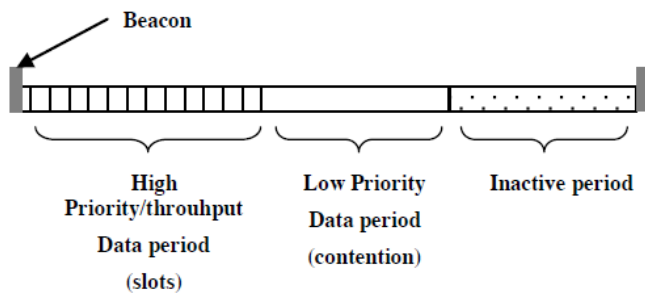 Beacon
High
Priority/throuhput
Data period
(slots)
Low Priority
Data period
(contention)
Inactive period